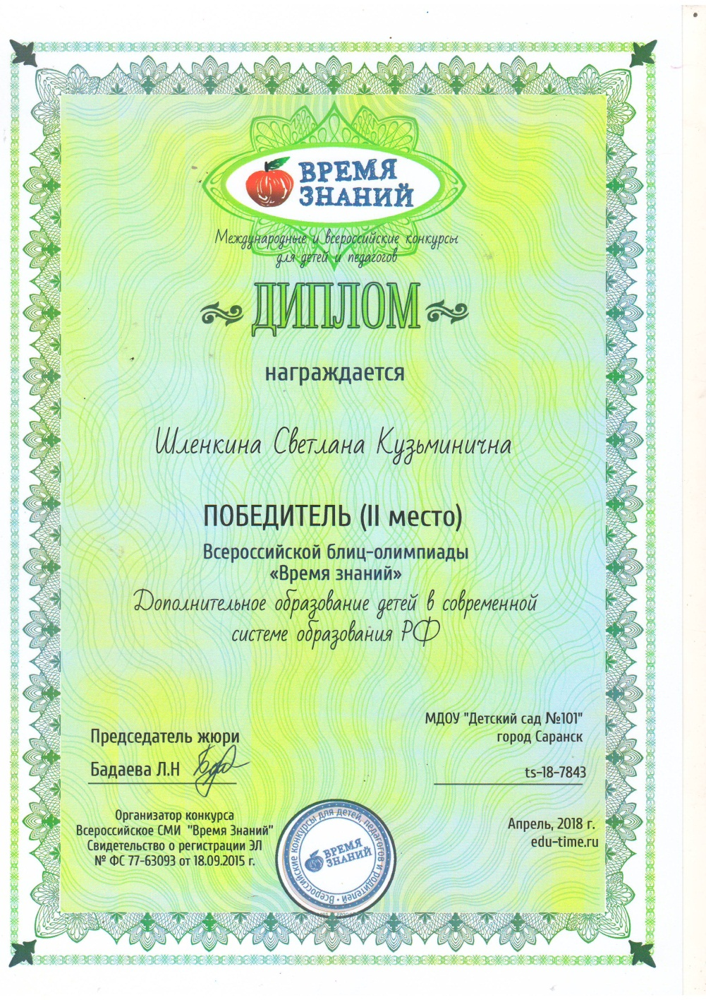 ВРЕМЯ
ЗНАНИЙ
Международные и всероссийские конкурсы
для детей и педагогов
ДИПЛОМ
награждается
Шленкина Светлана Кузьминична
ПОБЕДИТЕЛЬ (II место)
Всероссийской блиц-олимпиады
«Время знаний»
Дополнительное образование детей в современной
системе образования РФ
МДОУ "Детский сад №101"
город Саранск
ts-18-7843
Председатель жюри
Бадаева Л.Н
Организатор конкурса
Всероссийское СМИ "Время Знаний"
Свидетельство о регистрации ЭЛ
№ ФС 77-63093 от 18.09.2015 г.
Всероссийские конкурсы для детей, педагогов и родителей •
ВРЕМЯ
ЗНАНИЙ
Апрель, 2018 г.
edu-time.ru